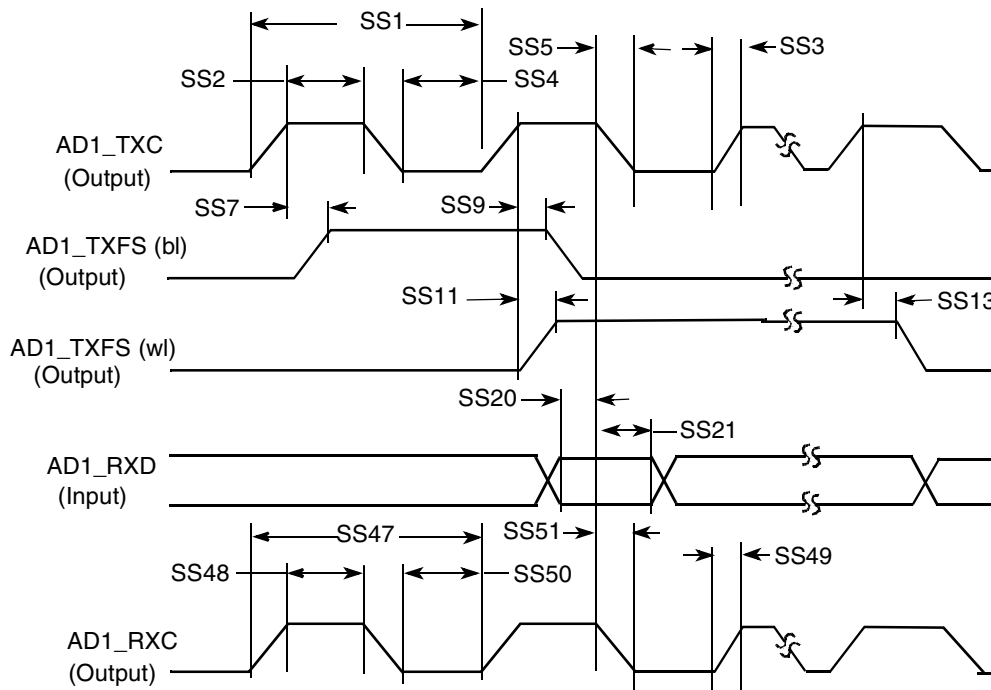 SS1
SS5
SS3
SS2
SS4
AD1_TXC
(Output)
SS7
SS9
AD1_TXFS (bl)
(Output)
SS11
SS13
AD1_TXFS (wl)
(Output)
SS20
SS21
AD1_RXD
(Input)
SS47
SS51
SS49
SS48
SS50
AD1_RXC
(Output)